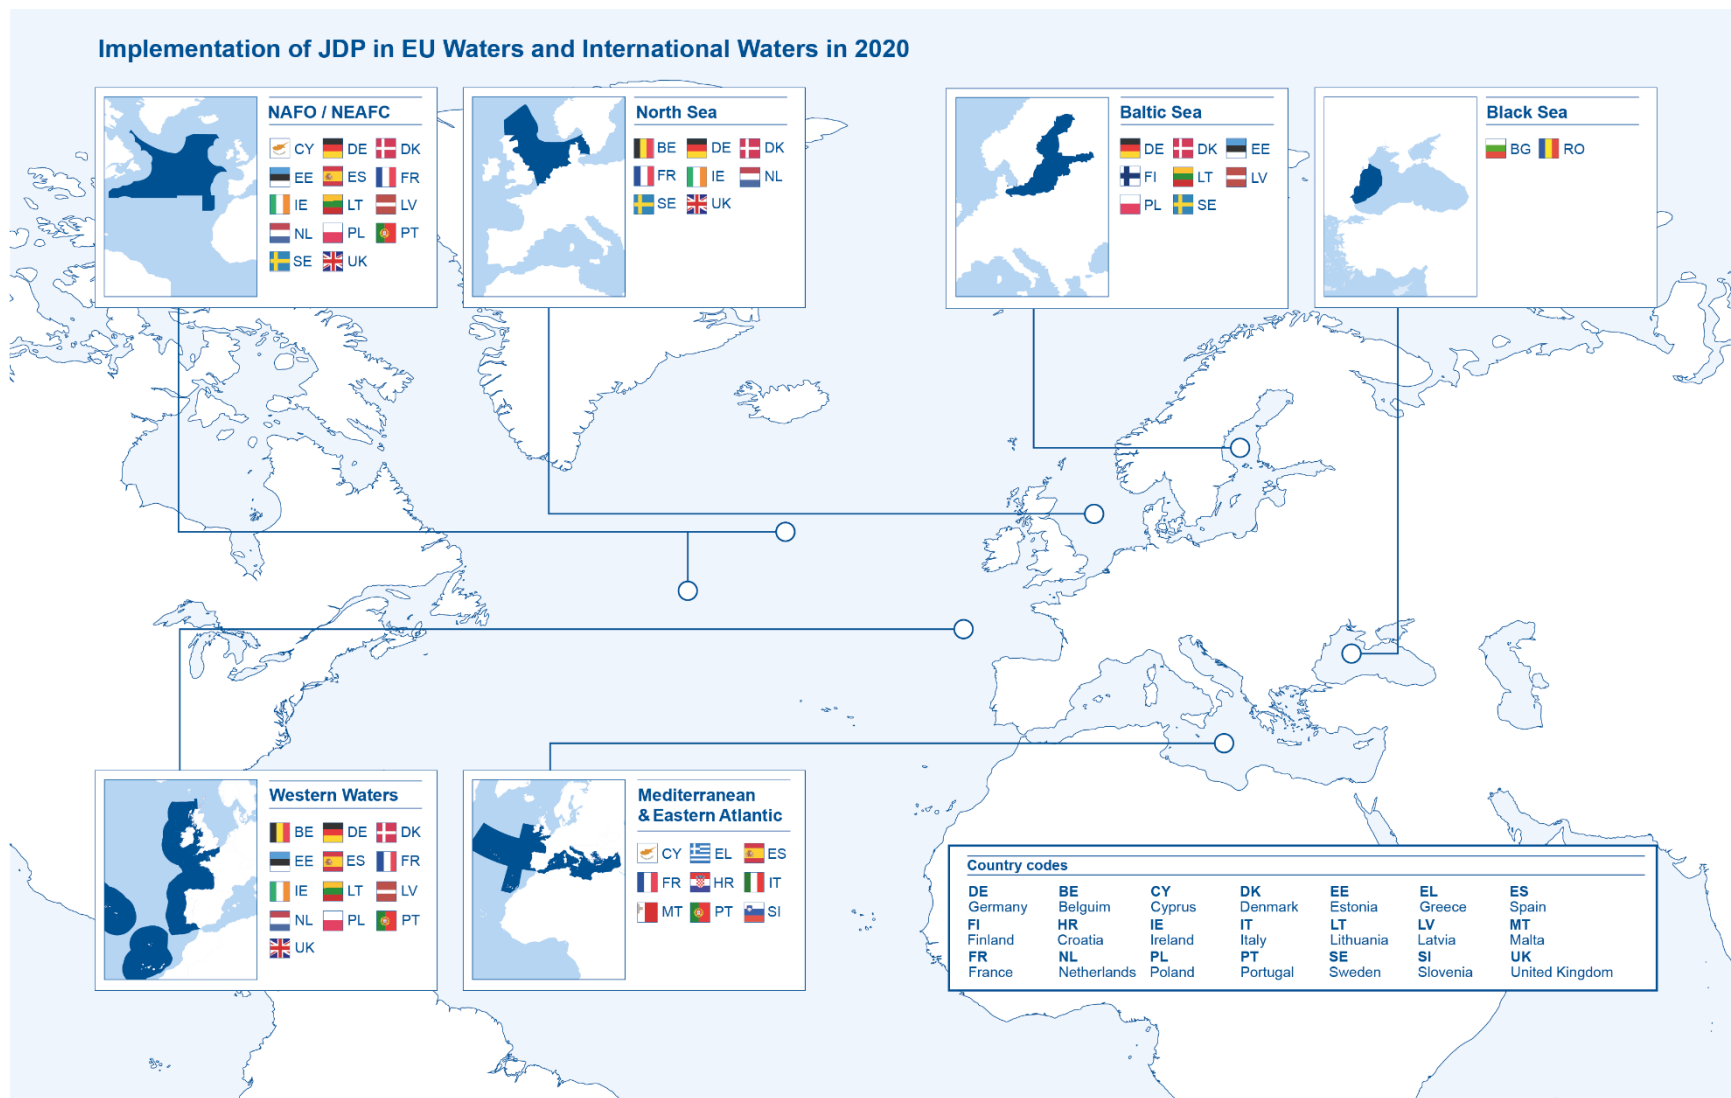 Implementation of JDP in EU Waters and International Waters in 2020
NAFO / NEAFC
CY DE DK
EE ES FR
IE LT LV
NL PL PT
SE UK
North Sea
BE DE DK
FR IE NL
SE UK
Baltic Sea
DE DK EE
FI LT LV
PL SE
Black Sea
BG RO
Western Waters
BE DE DK
EE ES FR
IE LT LV
NL PL PT
UK
Mediterranean
& Eastern Atlantic
CY EL ES
FR HR IT
MT PT SI
Country codes
DE BE CY DK EE EL ES
Germany Belguim Cyprus Denmark Estonia Greece Spain
FI HR IE IT LT LV MT
Finland Croatia Ireland Italy Lithuania Latvia Malta
FR NL PL PT SE SI UK
France Netherlands Poland Portugal Sweden Slovenia United Kingdom